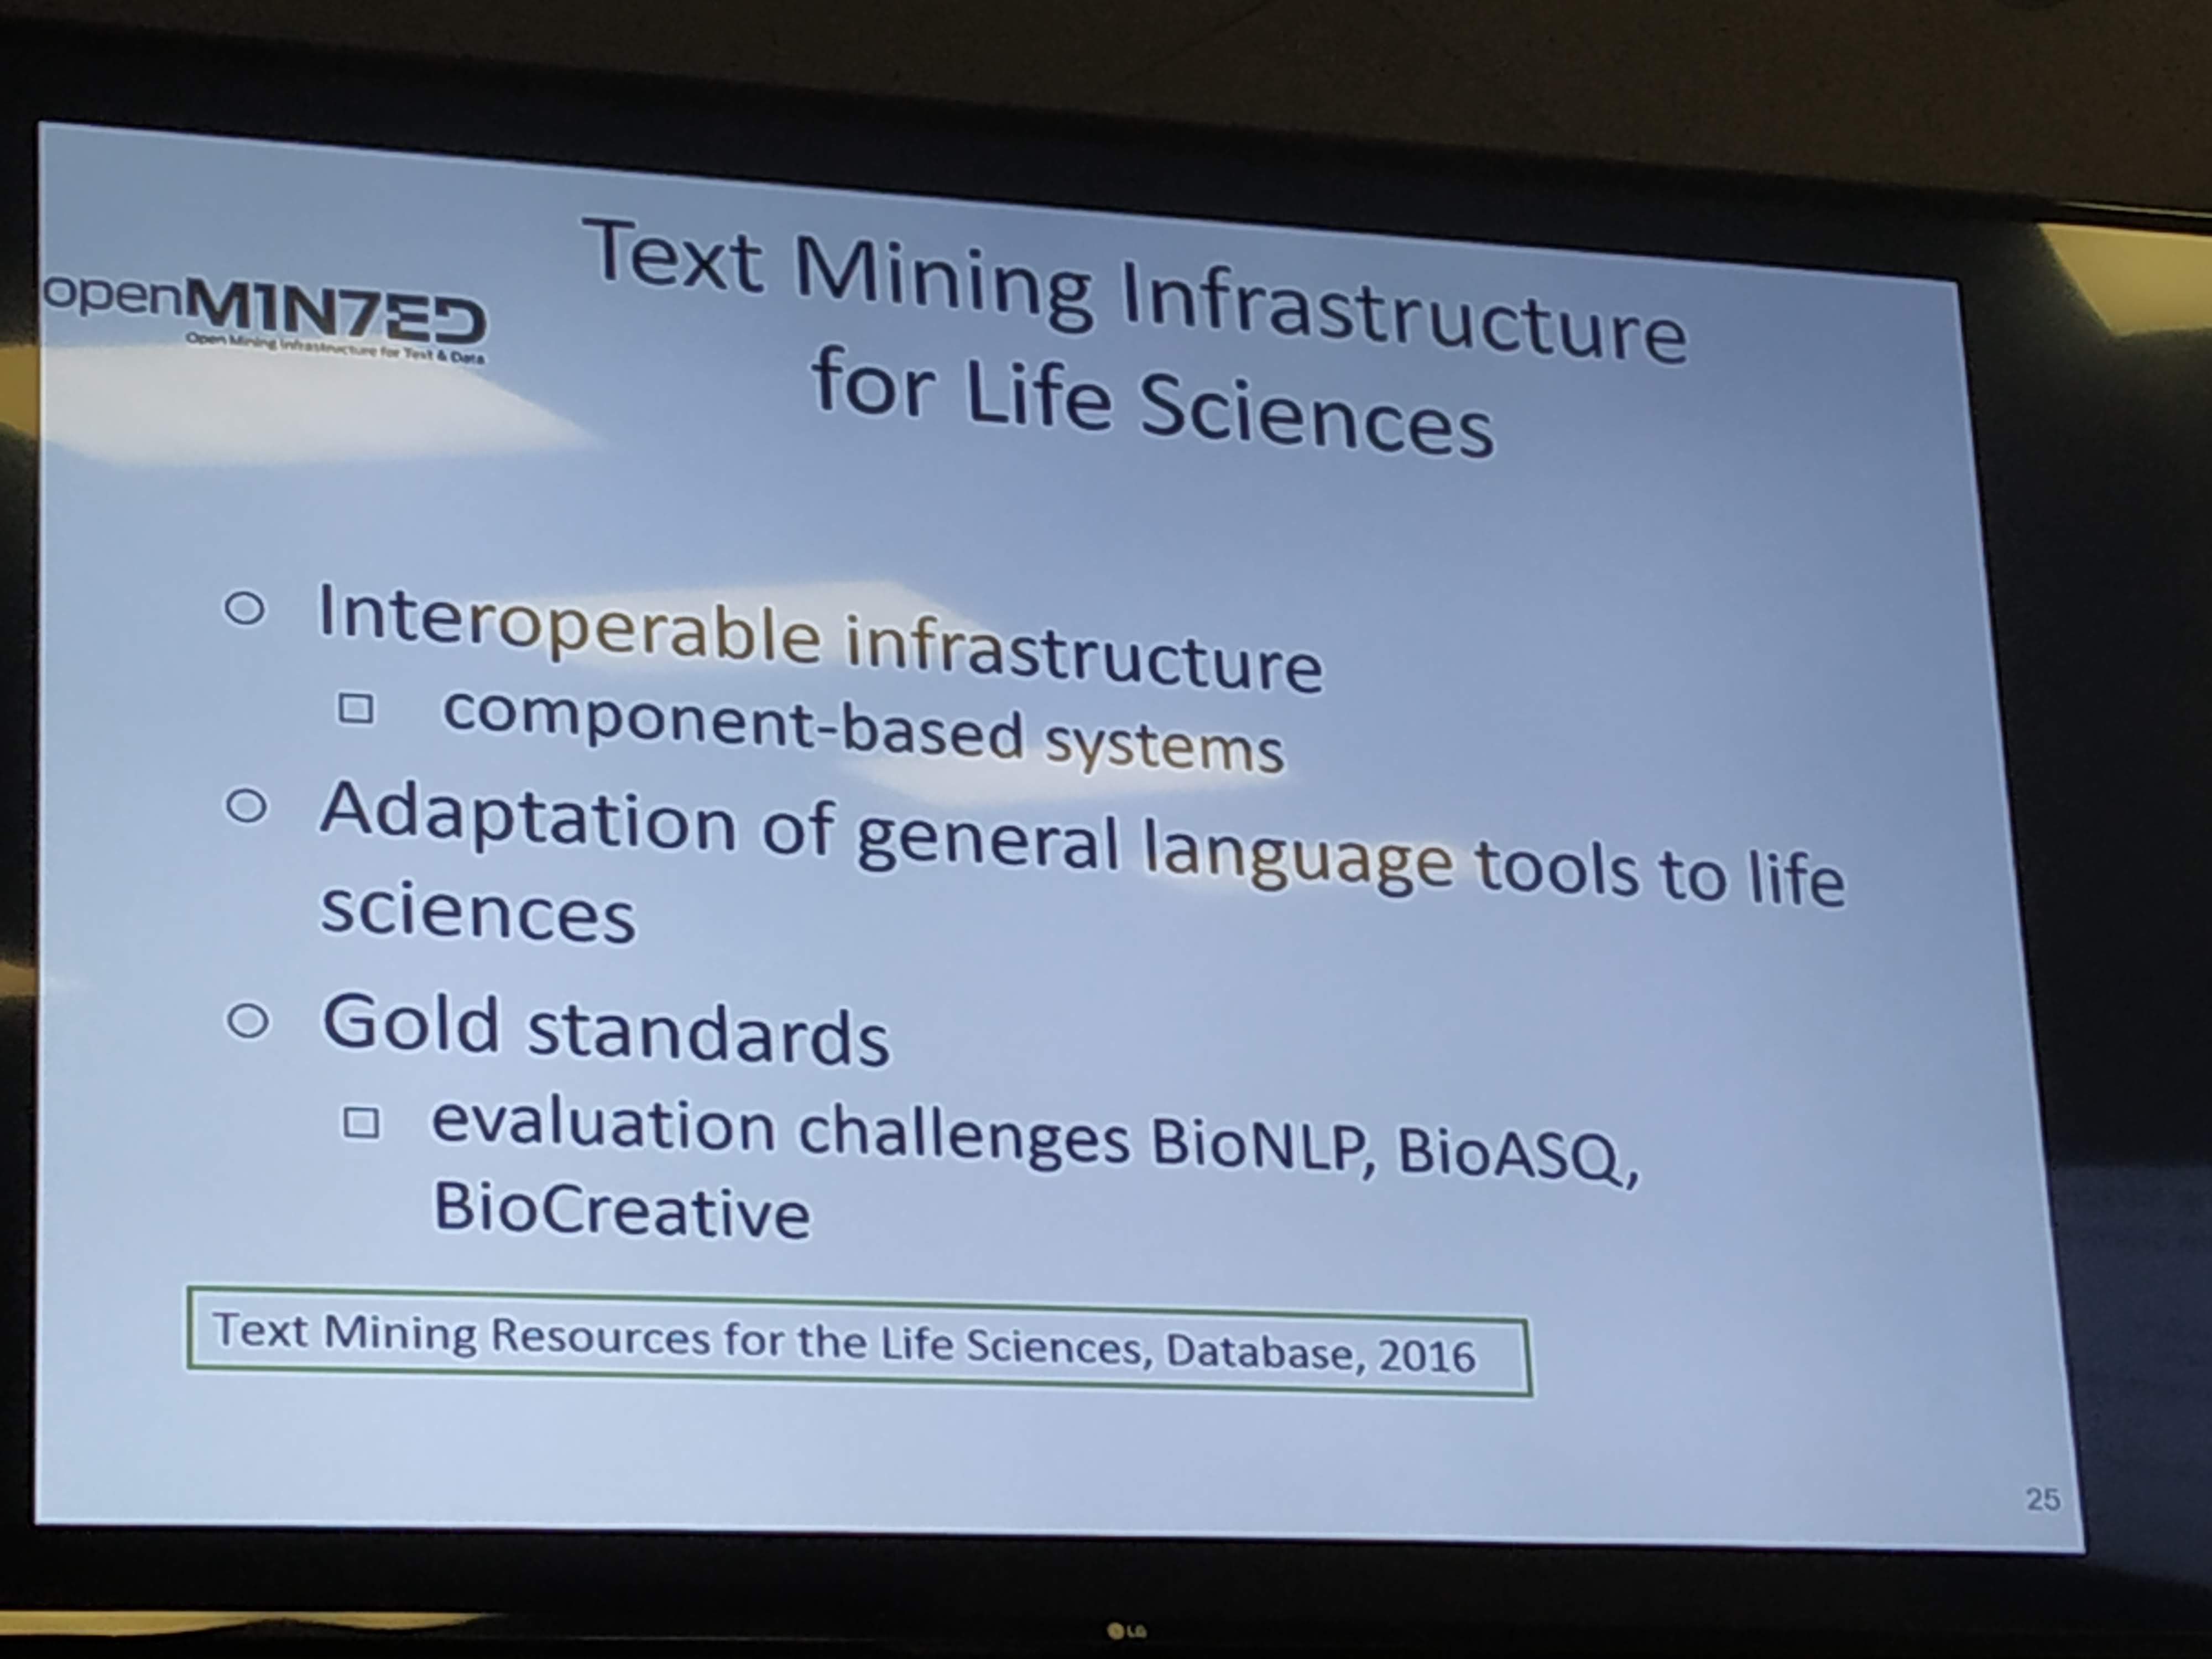 Text Mining Infrastructure
for Life Sciences
openM1N7ED
Open Mining Infrastructure for Text & Data
○ Interoperable infrastructure
□ component-based systems
○ Adaptation of general language tools to life
sciences
○ Gold standards
□ evaluation challenges BioNLP, BioASQ,
BioCreative
Text Mining Resources for the Life Sciences, Database, 2016
25
LG